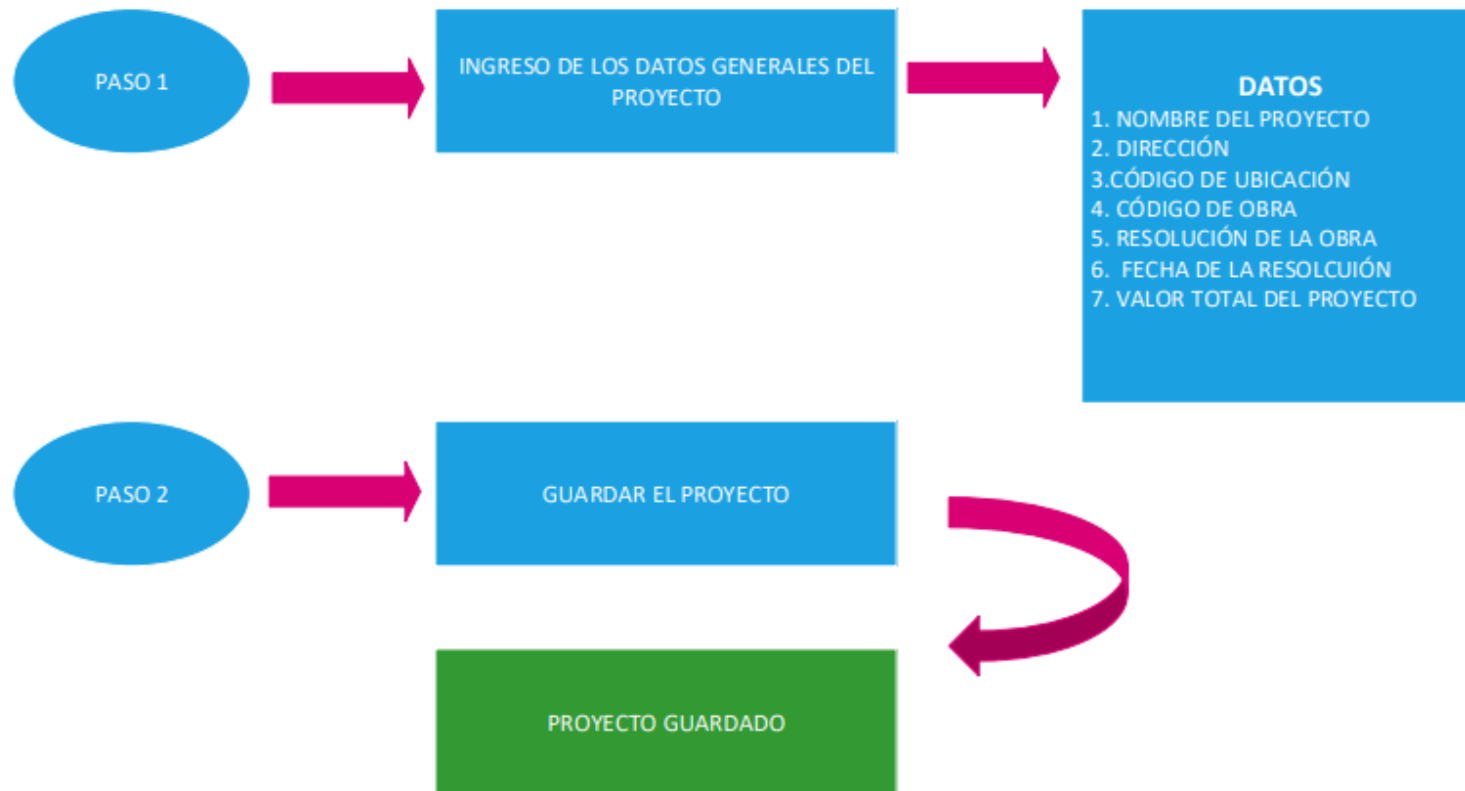 PASO 1
INGRESO DE LOS DATOS GENERALES DEL
PROYECTO
DATOS
1. NOMBRE DEL PROYECTO
2. DIRECCIÓN
3.CÓDIGO DE UBICACIÓN
4. CÓDIGO DE OBRA
5. RESOLUCIÓN DE LA OBRA
6.  FECHA DE LA RESOLCUIÓN
7. VALOR TOTAL DEL PROYECTO
PASO 2
GUARDAR EL PROYECTO
PROYECTO GUARDADO